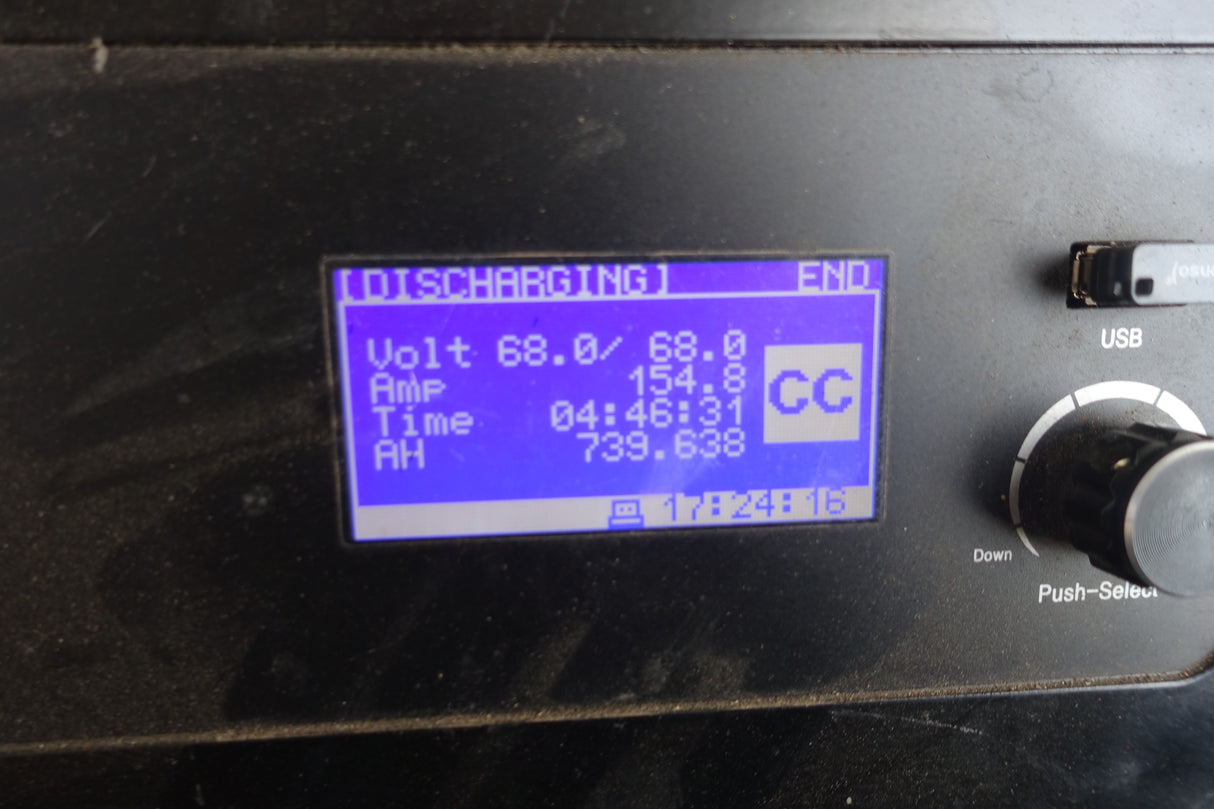 [DISCHARGING] END
Volt 68.0/ 68.0
Amp 154.8
Time 04:46:31
AH 739.638
CC
17:24:16
USB
Down
Push-Select